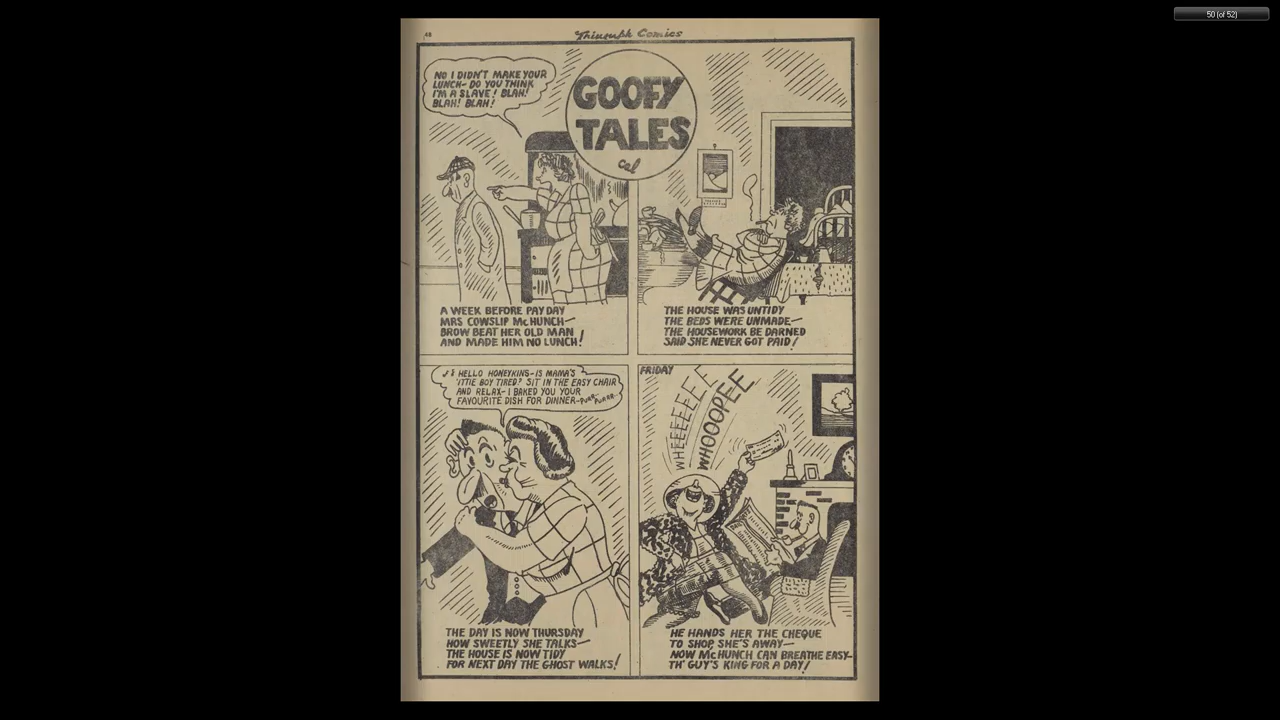 50 (of 52)
48
Triumph Comics
GOOFY
TALES
Cal
NO I DIDN'T MAKE YOUR
LUNCH- DO YOU THINK
I'M A SLAVE! BLAH!
BLAH! BLAH!
A WEEK BEFORE PAY DAY
MRS COWSLIP McHUNCH—
BROW BEAT HER OLD MAN
AND MADE HIM NO LUNCH!
THE HOUSE WAS UNTIDY
THE BEDS WERE UNMADE—
THE HOUSEWORK BE DARNED
SAID SHE NEVER GOT PAID!
HELLO HONEYKINS-IS MAMA'S
'ITTIE BOY TIRED? SIT IN THE EASY CHAIR
AND RELAX- I BAKED YOU YOUR
FAVOURITE DISH FOR DINNER-PURR-PURRR-
THE DAY IS NOW THURSDAY
HOW SWEETLY SHE TALKS—
THE HOUSE IS NOW TIDY
FOR NEXT DAY THE GHOST WALKS!
FRIDAY
WHEEEEEEE
WHOOOPEE
HE HANDS HER THE CHEQUE
TO SHOP, SHE'S AWAY—
NOW McHUNCH CAN BREATHE EASY—
TH' GUY'S KING FOR A DAY!